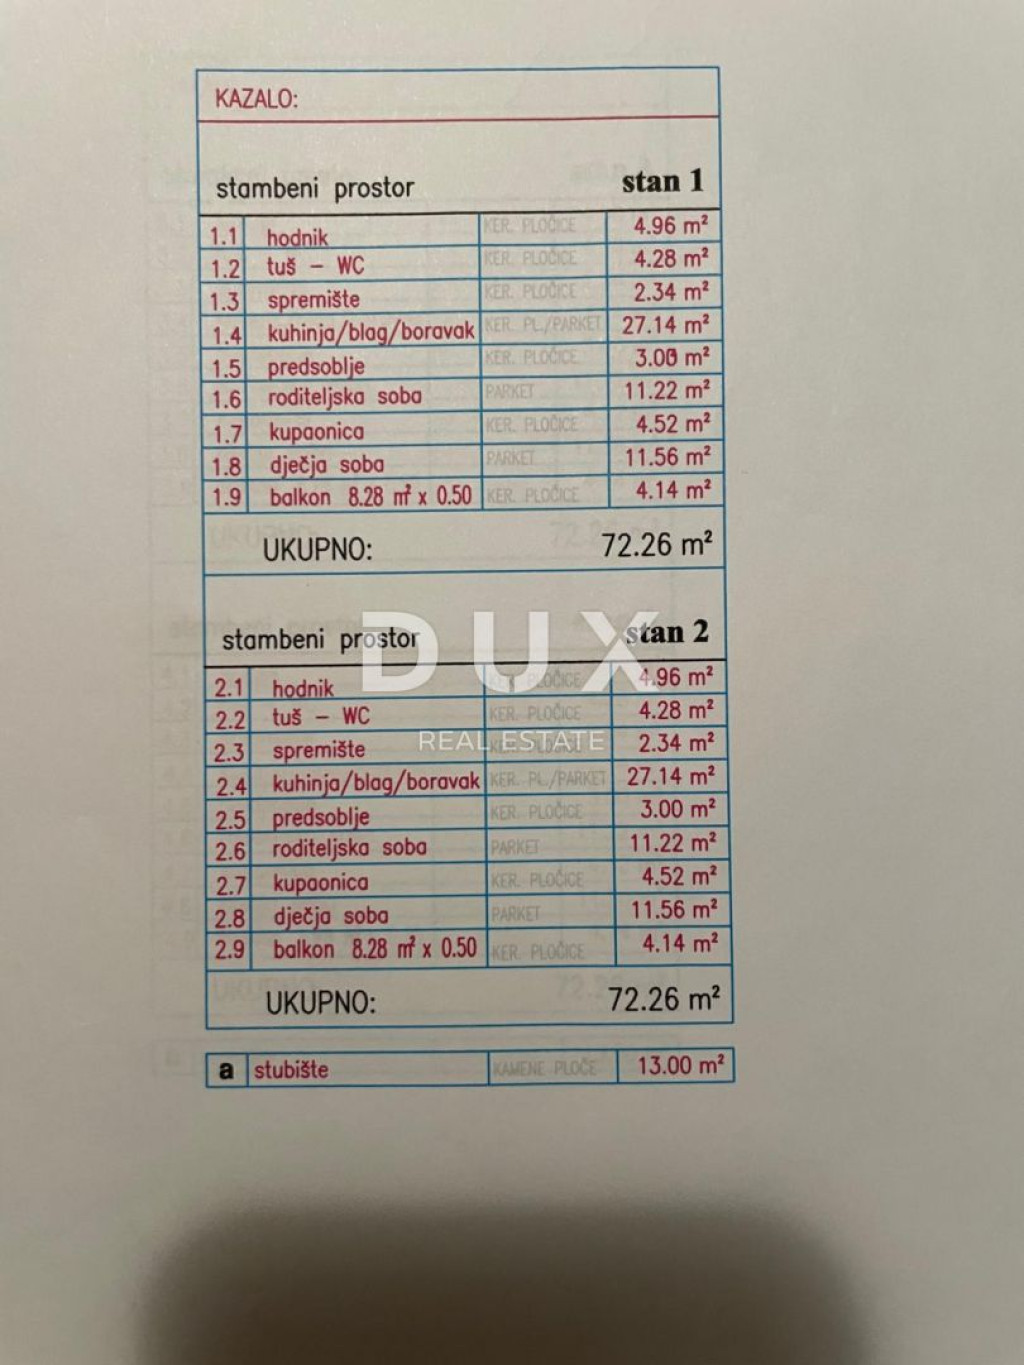 KAZALO:
stambeni prostor stan 1
1.1 hodnik KER. PLOČICE 4.96 m²
1.2 tuš – WC KER. PLOČICE 4.28 m²
1.3 spremište KER. PLOČICE 2.34 m²
1.4 kuhinja/blag/boravak KER. PL./PARKET 27.14 m²
1.5 predsoblje KER. PLOČICE 3.00 m²
1.6 roditeljska soba PARKET 11.22 m²
1.7 kupaonica KER. PLOČICE 4.52 m²
1.8 dječja soba PARKET 11.56 m²
1.9 balkon 8.28 m² x 0.50 KER. PLOČICE 4.14 m²
UKUPNO: 72.26 m²
DUX
stambeni prostor stan 2
2.1 hodnik KER. PLOČICE 4.96 m²
2.2 tuš – WC KER. PLOČICE 4.28 m²
REAL ESTATE
2.3 spremište KER. PLOČICE 2.34 m²
2.4 kuhinja/blag/boravak KER. PL./PARKET 27.14 m²
2.5 predsoblje KER. PLOČICE 3.00 m²
2.6 roditeljska soba PARKET 11.22 m²
2.7 kupaonica KER. PLOČICE 4.52 m²
2.8 dječja soba PARKET 11.56 m²
2.9 balkon 8.28 m² x 0.50 KER. PLOČICE 4.14 m²
UKUPNO: 72.26 m²
a stubište KAMENE PLOČE 13.00 m²